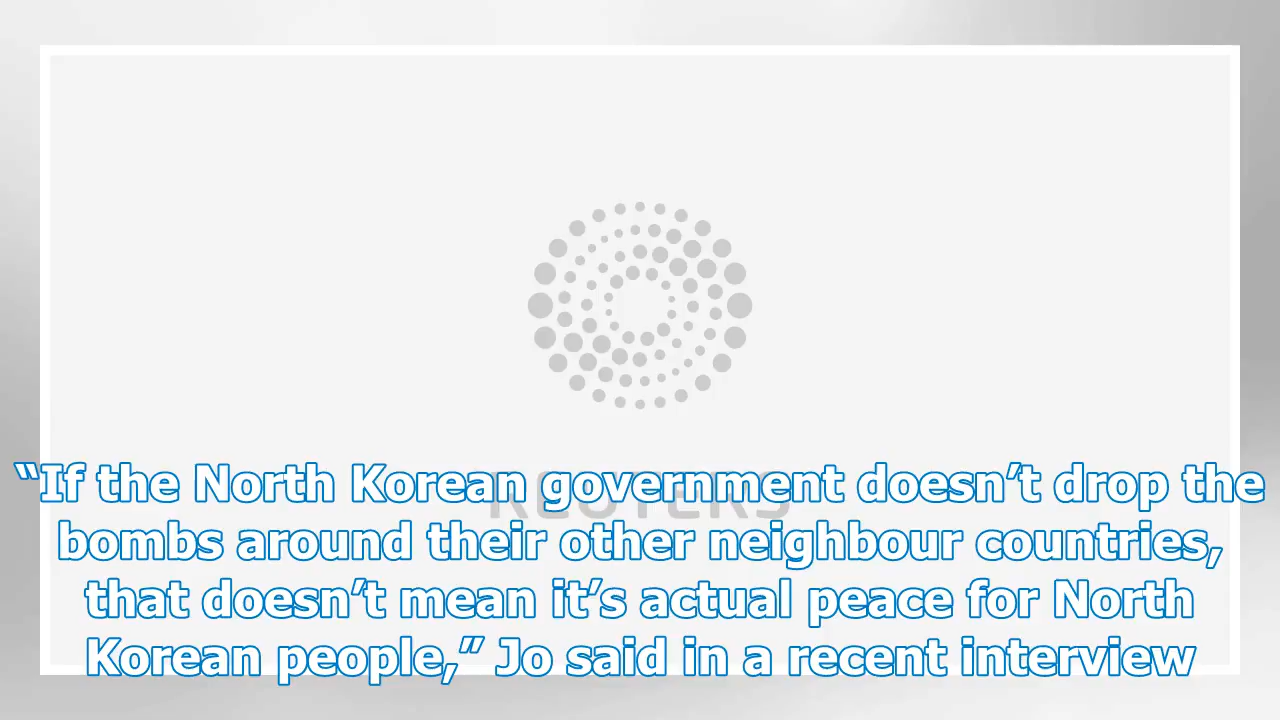 “If the North Korean government doesn’t drop the
REUTERS
bombs around their other neighbour countries,
that doesn’t mean it’s actual peace for North
Korean people,” Jo said in a recent interview